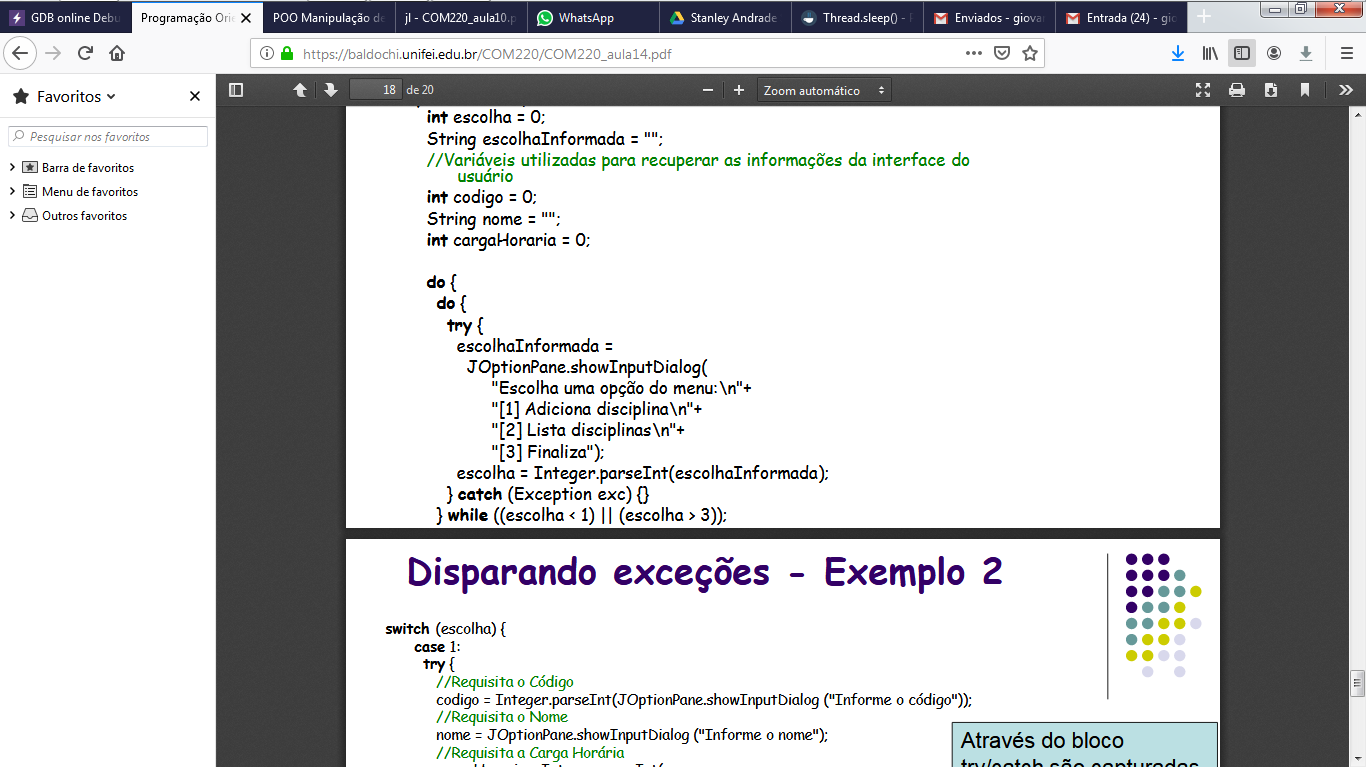 GDB online Debu
Programação Orie
POO Manipulação de
jl - COM220_aula10.p
WhatsApp
Stanley Andrade
Thread.sleep() -
Enviados - giova
Entrada (24) - gio
https://baldochi.unifei.edu.br/COM220/COM220_aula14.pdf
Favoritos
18 de 20
Zoom automático
Pesquisar nos favoritos
Barra de favoritos
Menu de favoritos
Outros favoritos
int escolha = 0;
String escolhaInformada = "";
//Variáveis utilizadas para recuperar as informações da interface do
usuário
int codigo = 0;
String nome = "";
int cargaHoraria = 0;
do {
do {
try {
escolhaInformada =
JOptionPane.showInputDialog(
"Escolha uma opção do menu:\n"+
"[1] Adiciona disciplina\n"+
"[2] Lista disciplinas\n"+
"[3] Finaliza");
escolha = Integer.parseInt(escolhaInformada);
} catch (Exception exc) {}
} while ((escolha < 1) || (escolha > 3));
Disparando exceções - Exemplo 2
switch (escolha) {
case 1:
try {
//Requisita o Código
codigo = Integer.parseInt(JOptionPane.showInputDialog ("Informe o código"));
//Requisita o Nome
nome = JOptionPane.showInputDialog ("Informe o nome");
//Requisita a Carga Horária
Através do bloco
try/catch são capturadas